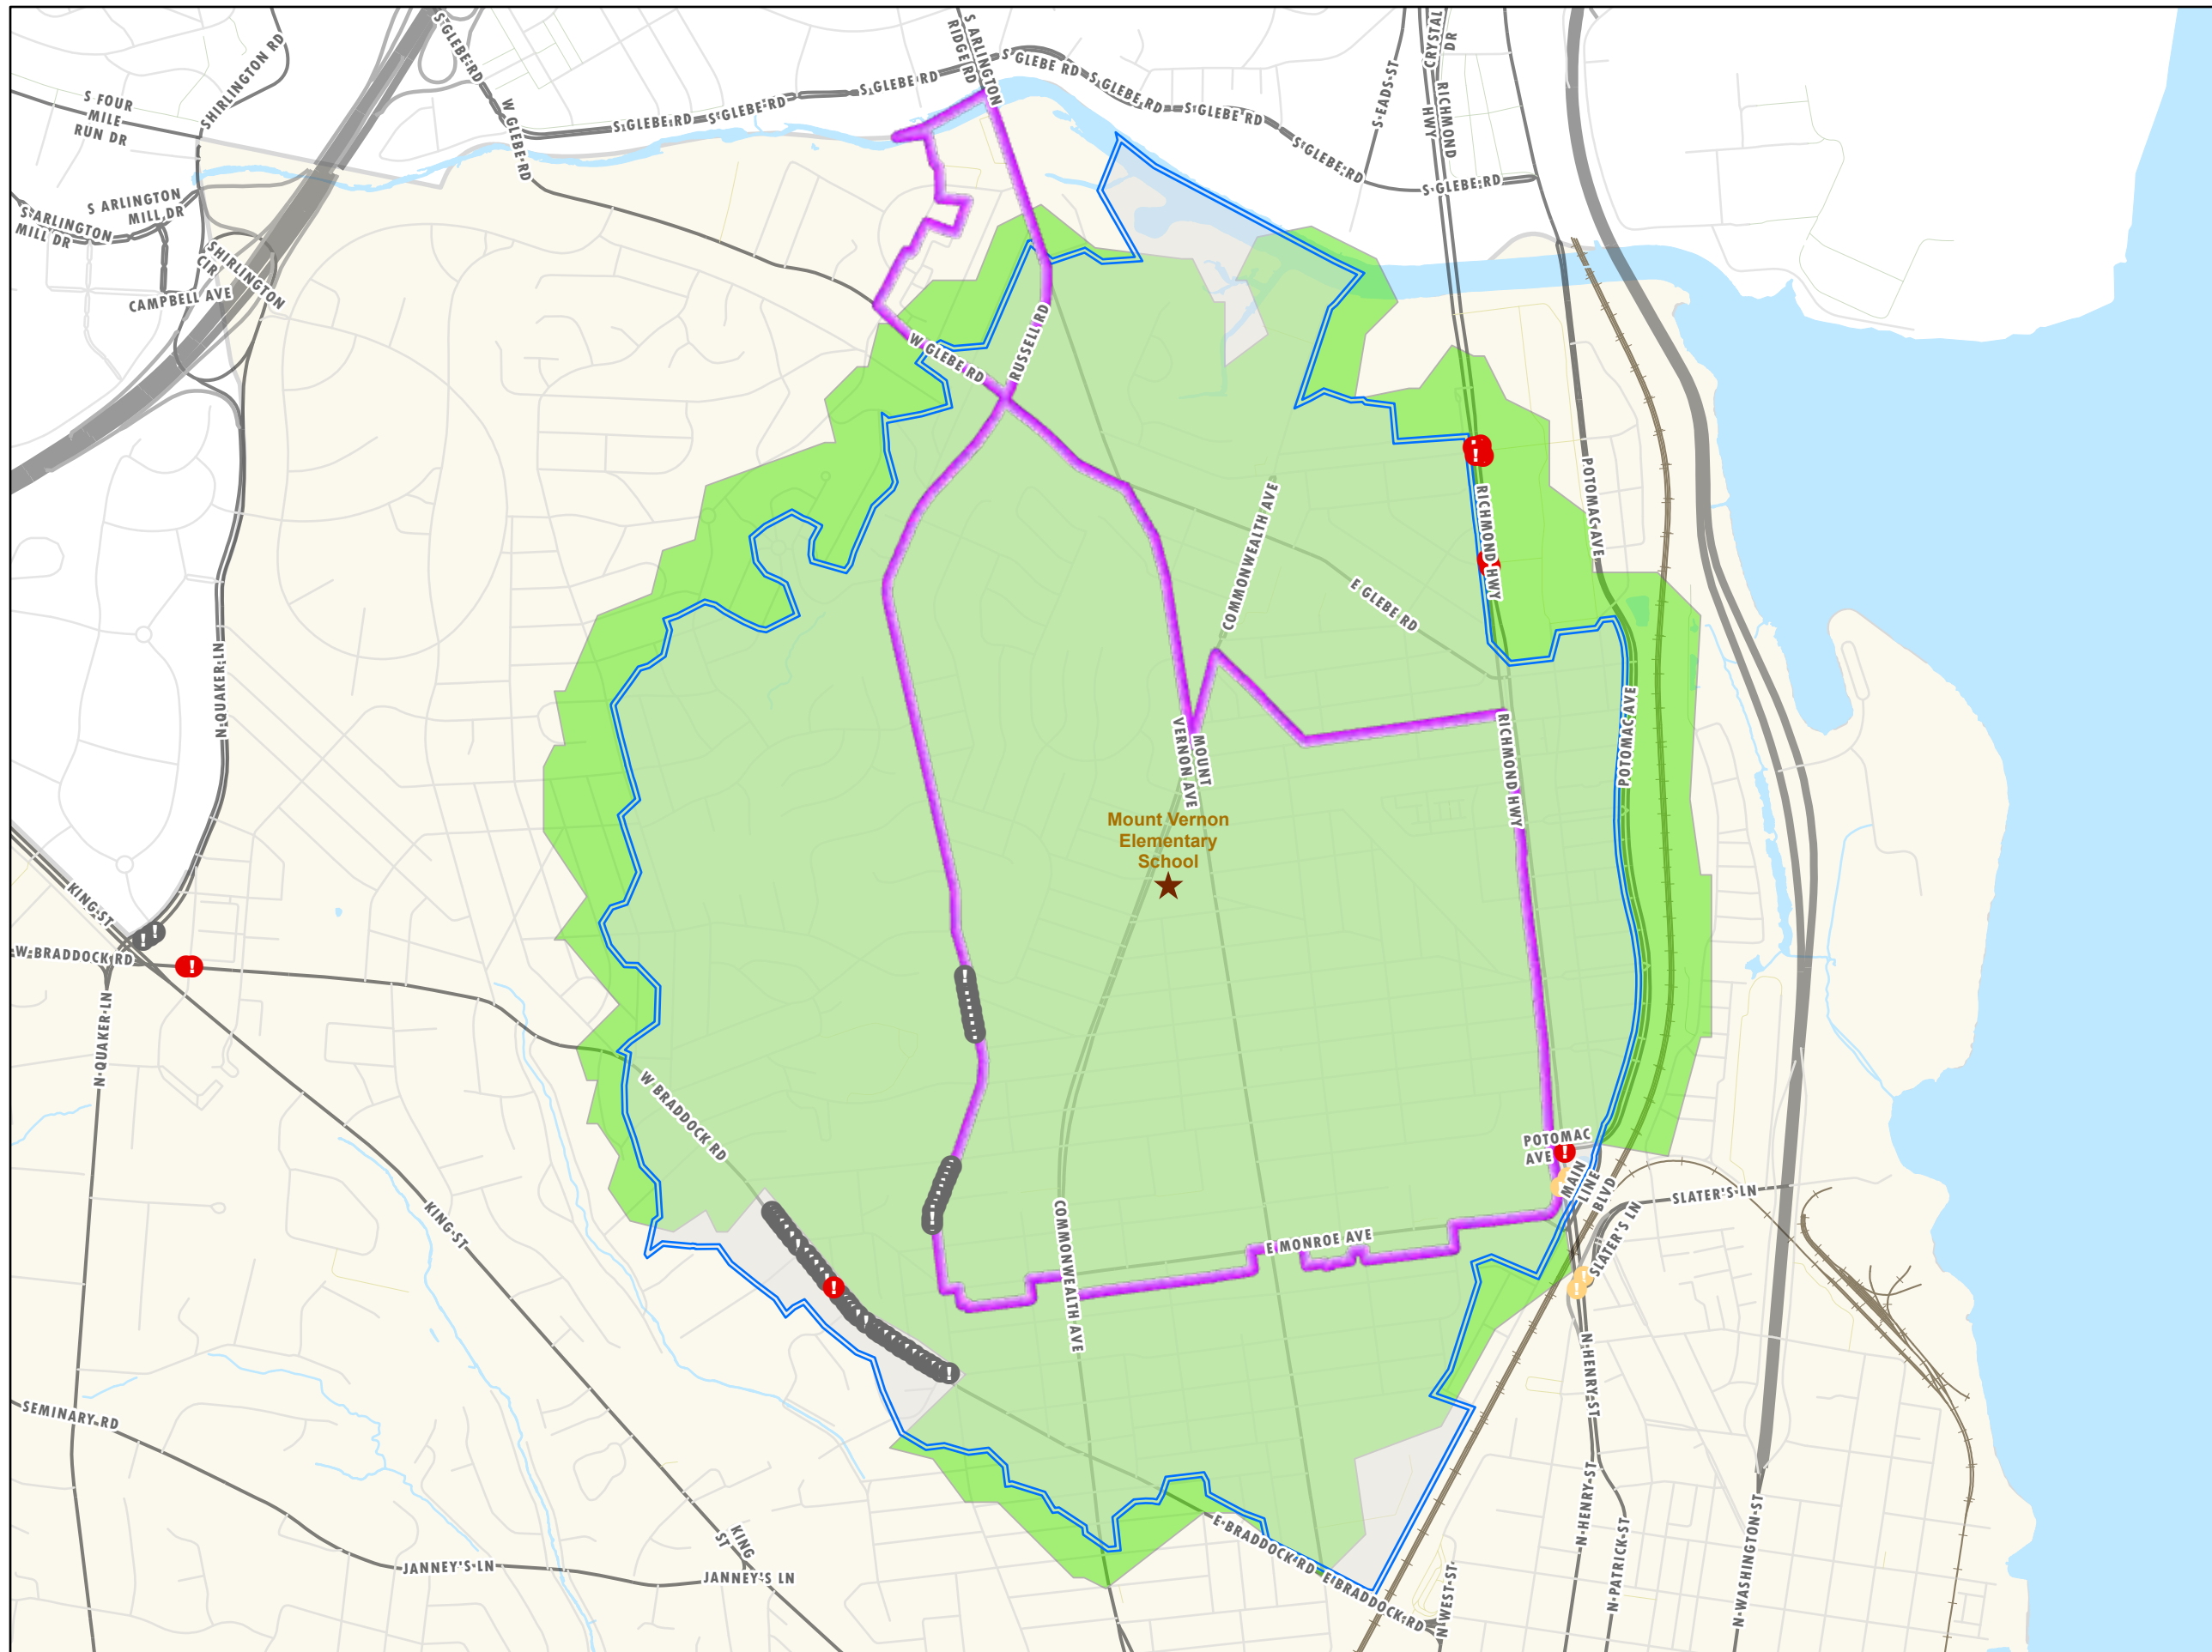 S GLEBE RD
S ARLINGTON
RIDGE RD
CRYSTAL
DR
SHIRLINGTON RD
S GLEBE RD
S GLEBE RD
S GLEBE RD
S GLEBE RD
S GLEBE RD
S GLEBE RD
S GLEBE RD
S GLEBE RD
S GLEBE RD
S EADS ST
RICHMOND
HWY
S FOUR
MILE
RUN DR
W GLEBE RD
S ARLINGTON
MILL DR
S ARLINGTON
MILL DR
SHIRLINGTON
CIR
CAMPBELL AVE
RUSSELL RD
W GLEBE RD
COMMONWEALTH AVE
RICHMOND HWY
POTOMAC AVE
E GLEBE RD
N QUAKER LN
MOUNT
VERNON AVE
RICHMOND HWY
POTOMAC AVE
Mount Vernon
Elementary
School
KING ST
W BRADDOCK RD
N QUAKER LN
W BRADDOCK RD
POTOMAC
AVE
MAIN
LINE
BLVD
SLATER'S LN
SLATER'S LN
KING ST
COMMONWEALTH AVE
E MONROE AVE
N HENRY ST
SEMINARY RD
N HENRY ST
N PATRICK ST
N WASHINGTON ST
E BRADDOCK RD
E BRADDOCK RD
N WEST ST
KING
ST
JANNEY'S LN
JANNEY'S LN